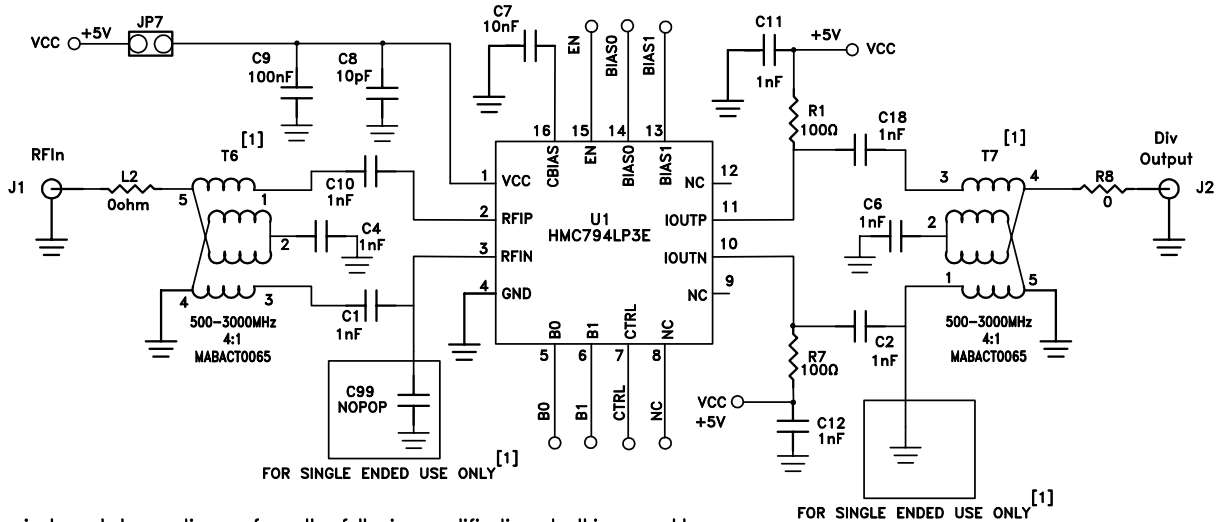 JP7
VCC
+5V
C9
100nF
C8
10pF
C7
10nF
EN
BIAS0
BIAS1
C11
1nF
+5V
VCC
R1
100Ω
C18
1nF
16
15
14
13
CBIAS
EN
BIAS0
BIAS1
RFIn
J1
L2
0ohm
T6
[1]
5
1
2
4
3
C10
1nF
C4
1nF
C1
1nF
500-3000MHz
4:1
MABACT0065
1
VCC
2
RFIP
3
RFIN
4
GND
U1
HMC794LP3E
NC
12
IOUTP
11
IOUTN
10
NC
9
B0
B1
CTRL
NC
5
6
7
8
B0
B1
CTRL
NC
T7
[1]
3
4
2
1
5
C6
1nF
R8
0
Div
Output
J2
500-3000MHz
4:1
MABACT0065
C2
1nF
R7
100Ω
VCC
+5V
C12
1nF
C99
NOPOP
FOR SINGLE ENDED USE ONLY[1]
FOR SINGLE ENDED USE ONLY[1]